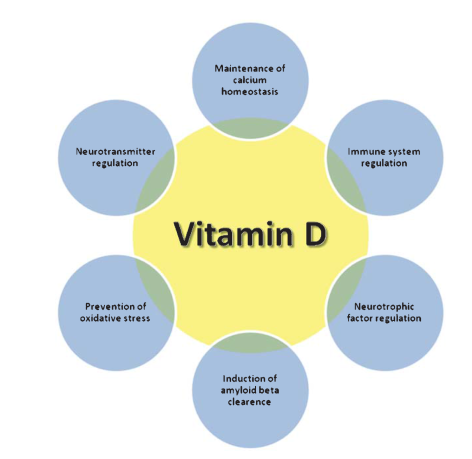 Maintenance of
calcium
homeostasis
Neurotransmitter
regulation
Immune system
regulation
Vitamin D
Prevention of
oxidative stress
Neurotrophic
factor regulation
Induction of
amyloid beta
clearence